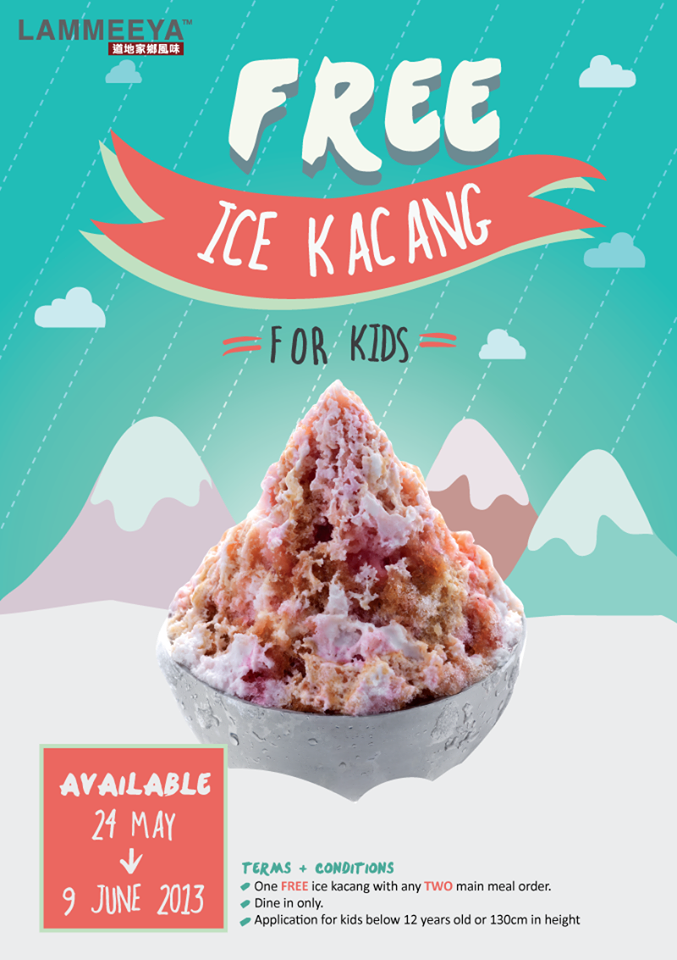 LAMMEEYA™
道地家鄉風味
FREE
ICE KACANG
FOR KIDS
AVAILABLE
24 MAY
9 JUNE 2013
TERMS + CONDITIONS
One FREE ice kacang with any TWO main meal order.
Dine in only.
Application for kids below 12 years old or 130cm in height